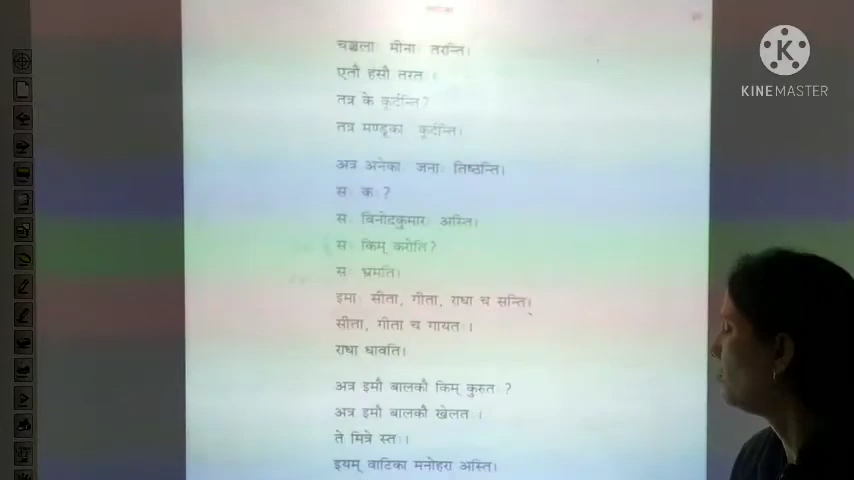 चञ्चलाः मीनाः तरन्ति।
एतौ हंसौ तरतः।
तत्र के कूर्दन्ति?
तत्र मण्डूकाः कूर्दन्ति।
अत्र अनेकाः जनाः तिष्ठन्ति।
सः कः?
सः विनोदकुमारः अस्ति।
सः किम् करोति?
सः भ्रमति।
इमाः सीता, गीता, राधा च सन्ति।
सीता, गीता च गायतः।
राधा धावति।
अत्र इमौ बालकौ किम् कुरुतः?
अत्र इमौ बालकौ खेलतः।
ते मित्रे स्तः।
इयम् वाटिका मनोहरा अस्ति।
KINEMASTER